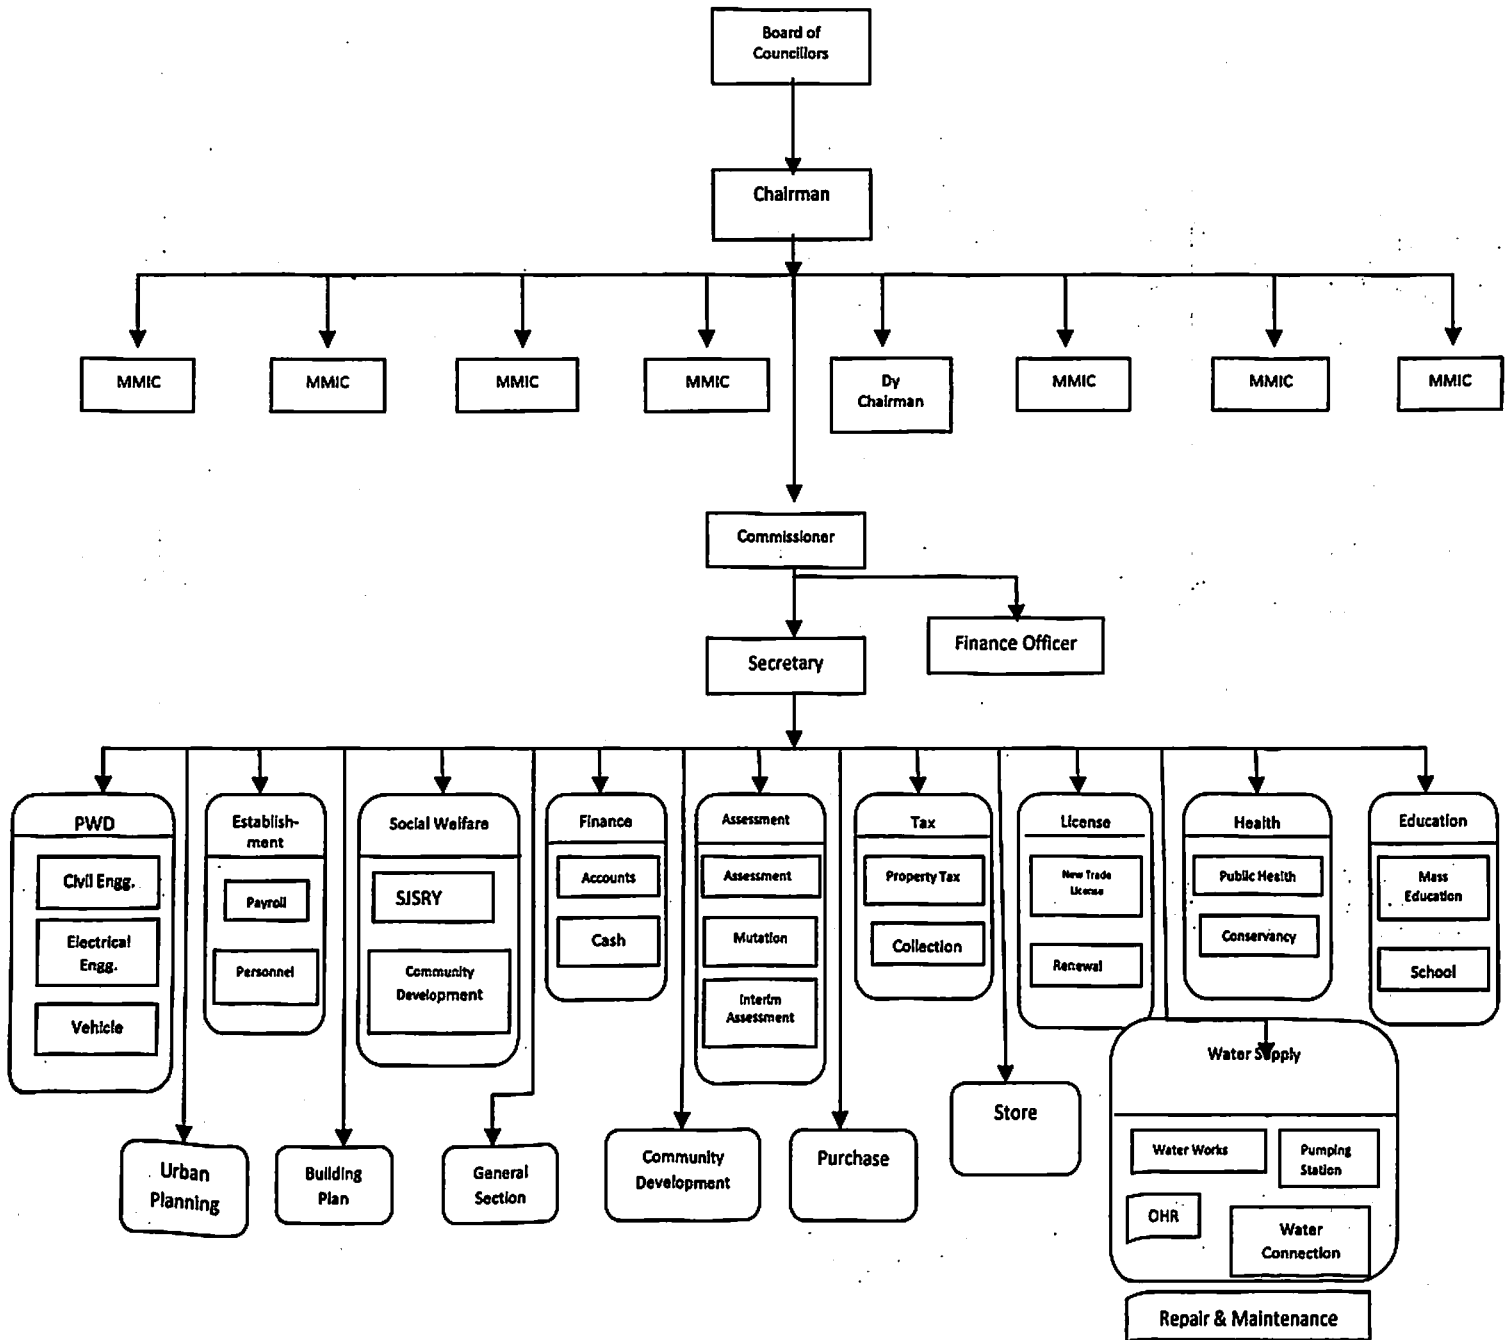 Board of
Councillors
Chairman
MMIC
MMIC
MMIC
MMIC
Dy
Chairman
MMIC
MMIC
MMIC
Commissioner
Secretary
Finance Officer
PWD
Civil Engg.
Electrical
Engg.
Vehicle
Establish-
ment
Payroll
Personnel
Social Welfare
SJSRY
Community
Development
Finance
Accounts
Cash
Assessment
Assessment
Mutation
Interim
Assessment
Tax
Property Tax
Collection
License
New Trade
License
Renewal
Health
Public Health
Conservancy
Education
Mass
Education
School
Urban
Planning
Building
Plan
General
Section
Community
Development
Purchase
Store
Water Supply
Water Works
Pumping
Station
OHR
Water
Connection
Repair & Maintenance